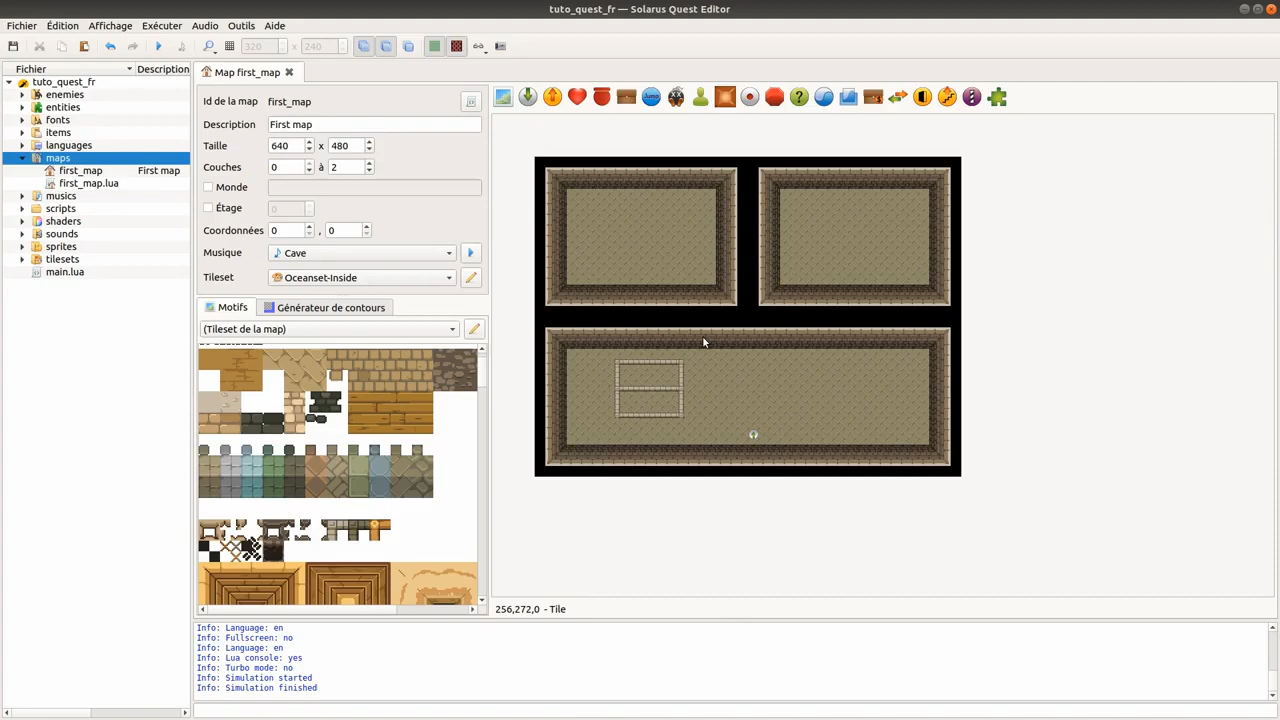 tuto_quest_fr — Solarus Quest Editor
Fichier Édition Affichage Exécuter Audio Outils Aide
320 x 240
Fichier Description
tuto_quest_fr
enemies
entities
fonts
items
languages
maps
first_map First map
first_map.lua
musics
scripts
shaders
sounds
sprites
tilesets
main.lua
Map first_map
Id de la map first_map
Description First map
Taille 640 x 480
Couches 0 à 2
Monde
Étage 0
Coordonnées 0 , 0
Musique Cave
Tileset Oceanset-Inside
Motifs Générateur de contours
(Tileset de la map)
Jump
256,272,0 - Tile
Info: Language: en
Info: Fullscreen: no
Info: Language: en
Info: Lua console: yes
Info: Turbo mode: no
Info: Simulation started
Info: Simulation finished